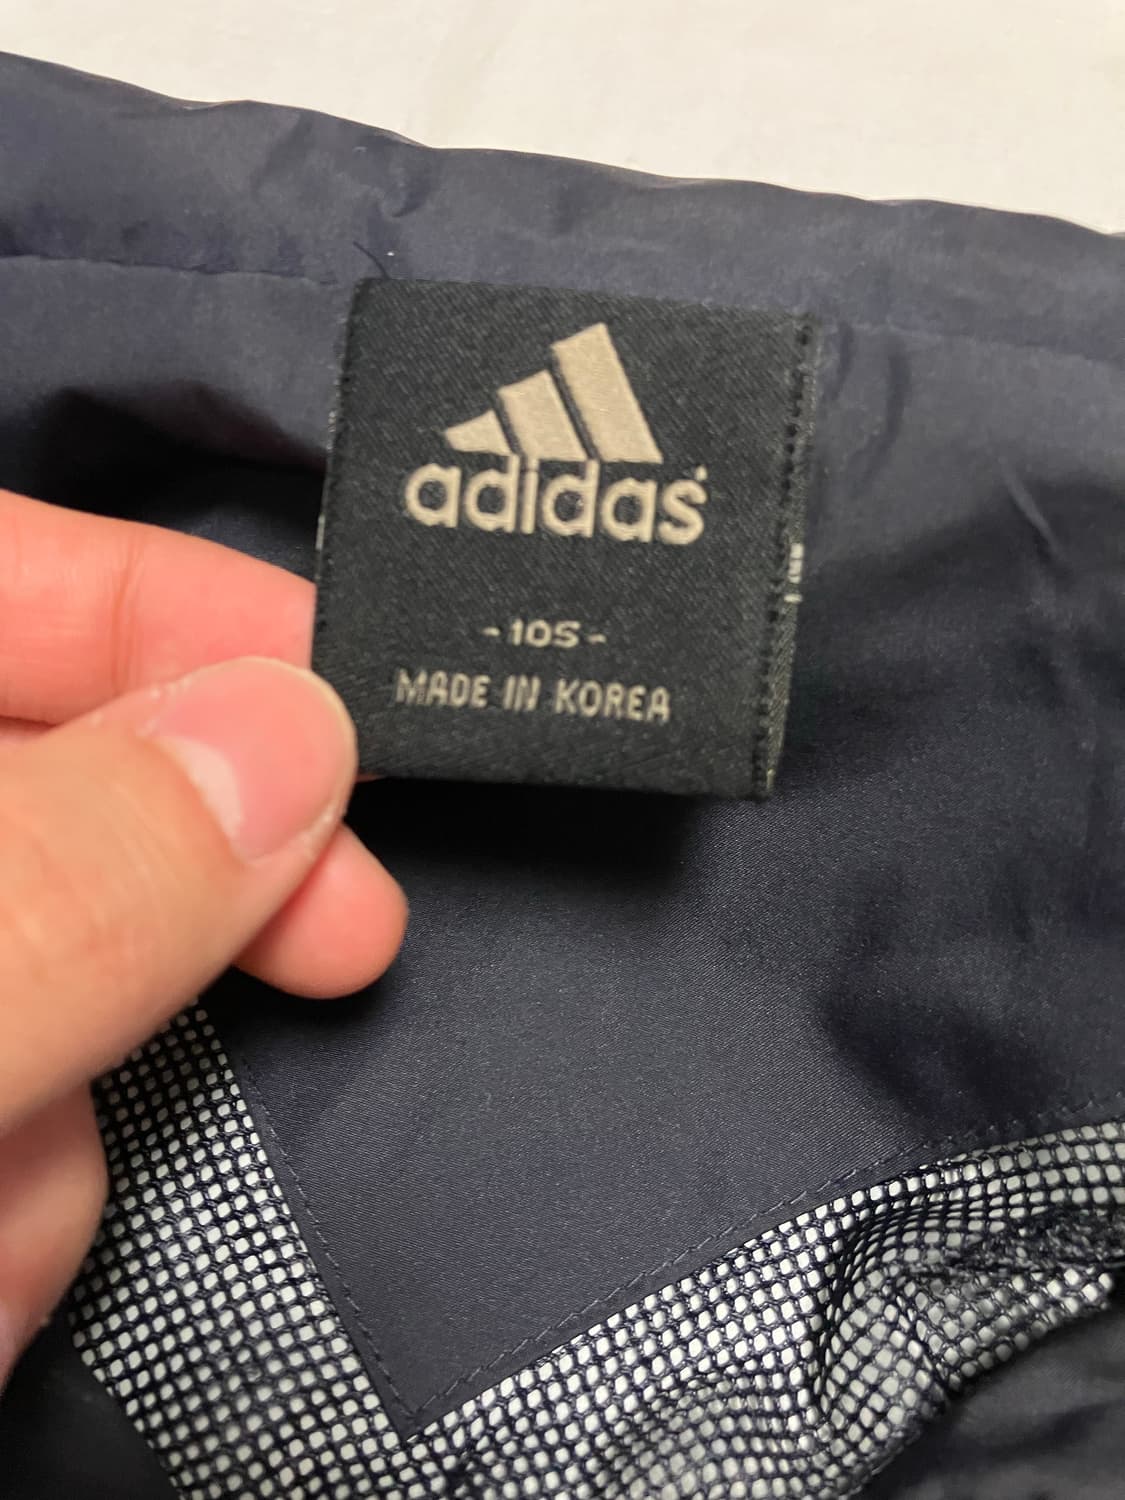 adidas
-105-
MADE IN KOREA